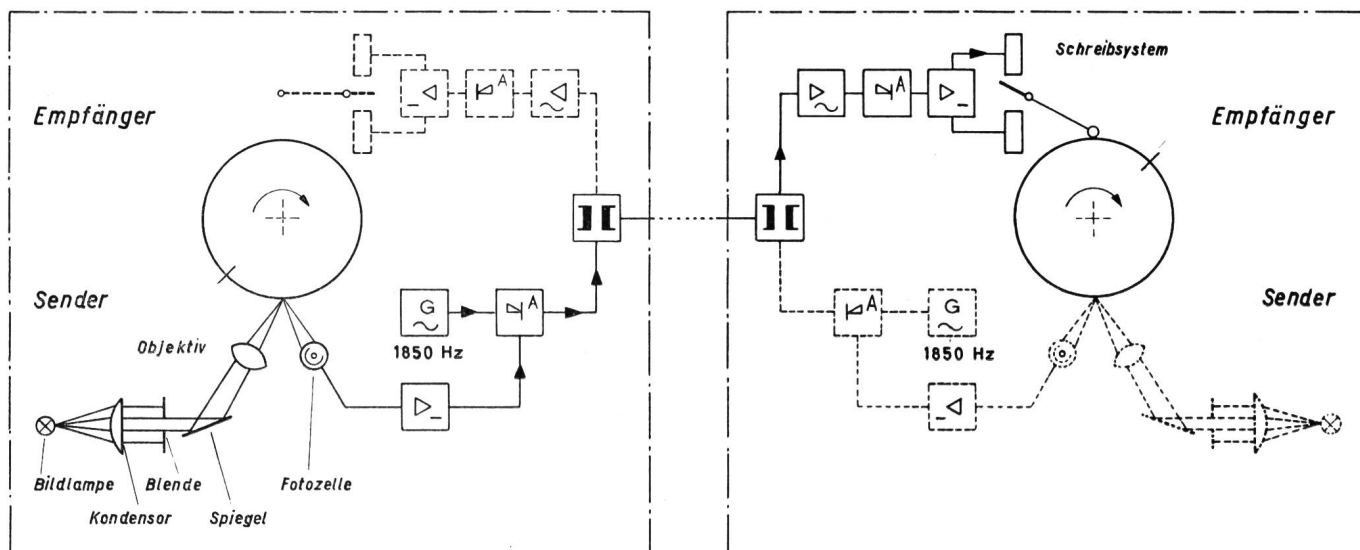 Empfänger
A
Sender
Objektiv
G
A
1850 Hz
Bildlampe
Blende
Fotozelle
Kondensor
Spiegel
Schreibsystem
A
Empfänger
A
G
1850 Hz
Sender